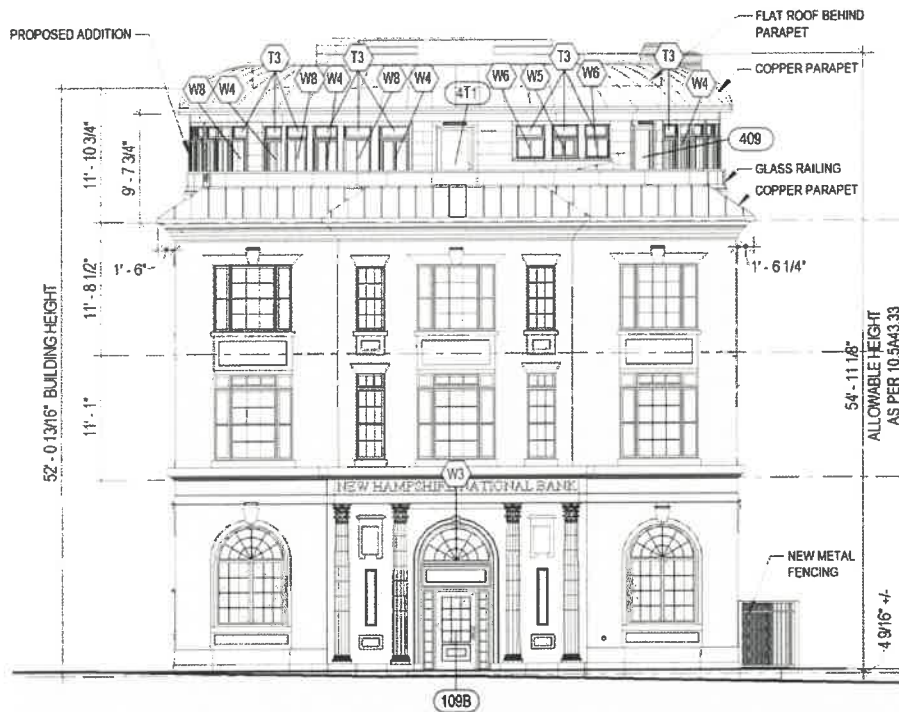 PROPOSED ADDITION
FLAT ROOF BEHIND
PARAPET
COPPER PARAPET
T3
T3
T3
T3
W8
W4
W8
W4
W8
W4
W6
W5
W6
W4
409
GLASS RAILING
COPPER PARAPET
11' - 10 3/4"
9' - 7 3/4"
1' - 6"
1' - 6 1/4"
11' - 8 1/2"
11' - 1"
52' - 0 13/16" BUILDING HEIGHT
54' - 11 1/8"
ALLOWABLE HEIGHT
AS PER 10.5A43.33
W3
NEW HAMPSHIRE NATIONAL BANK
NEW METAL
FENCING
4 9/16" +/-
109B